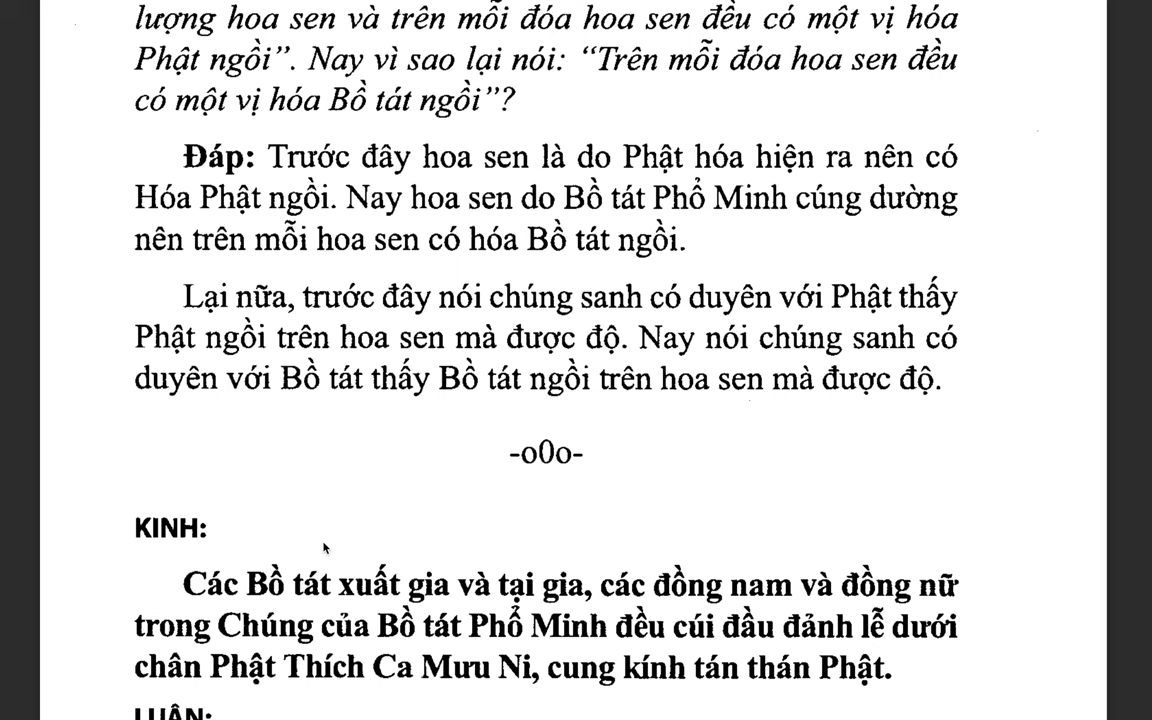 lượng hoa sen và trên mỗi đóa hoa sen đều có một vị hóa
Phật ngồi”. Nay vì sao lại nói: “Trên mỗi đóa hoa sen đều
có một vị hóa Bồ tát ngồi”?
Đáp: Trước đây hoa sen là do Phật hóa hiện ra nên có
Hóa Phật ngồi. Nay hoa sen do Bồ tát Phổ Minh cúng dường
nên trên mỗi hoa sen có hóa Bồ tát ngồi.
Lại nữa, trước đây nói chúng sanh có duyên với Phật thấy
Phật ngồi trên hoa sen mà được độ. Nay nói chúng sanh có
duyên với Bồ tát thấy Bồ tát ngồi trên hoa sen mà được độ.
-o0o-
KINH:
Các Bồ tát xuất gia và tại gia, các đồng nam và đồng nữ
trong Chúng của Bồ tát Phổ Minh đều cúi đầu đảnh lễ dưới
chân Phật Thích Ca Mưu Ni, cung kính tán thán Phật.
LUẬN: